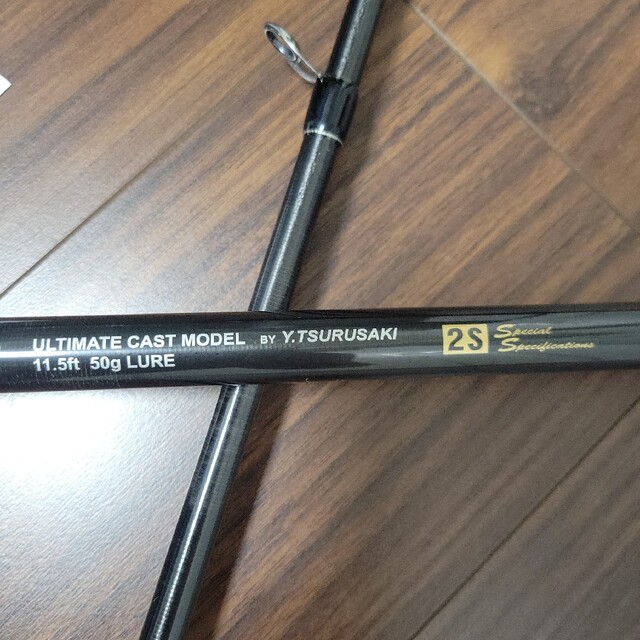 ULTIMATE CAST MODEL BY Y.TSURUSAKI
11.5ft 50g LURE
2S Special
Specifications